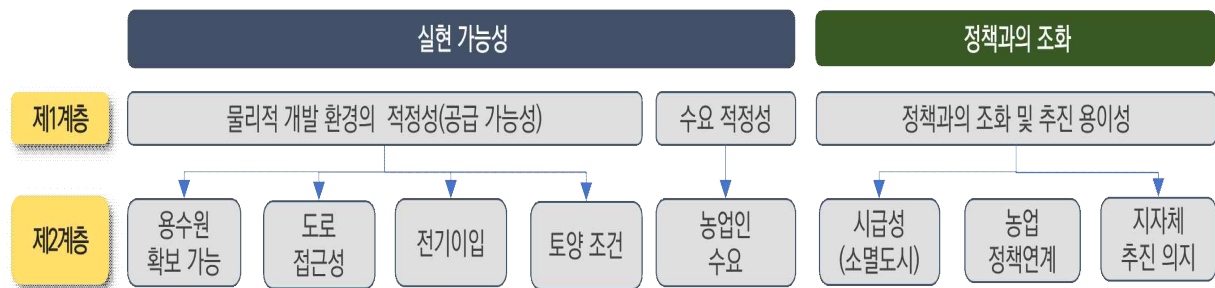 실현 가능성
정책과의 조화
제1계층
물리적 개발 환경의 적정성(공급 가능성)
수요 적정성
정책과의 조화 및 추진 용이성
제2계층
용수원
확보 가능
도로
접근성
전기이입
토양 조건
농업인
수요
시급성
(소멸도시)
농업
정책연계
지자체
추진 의지